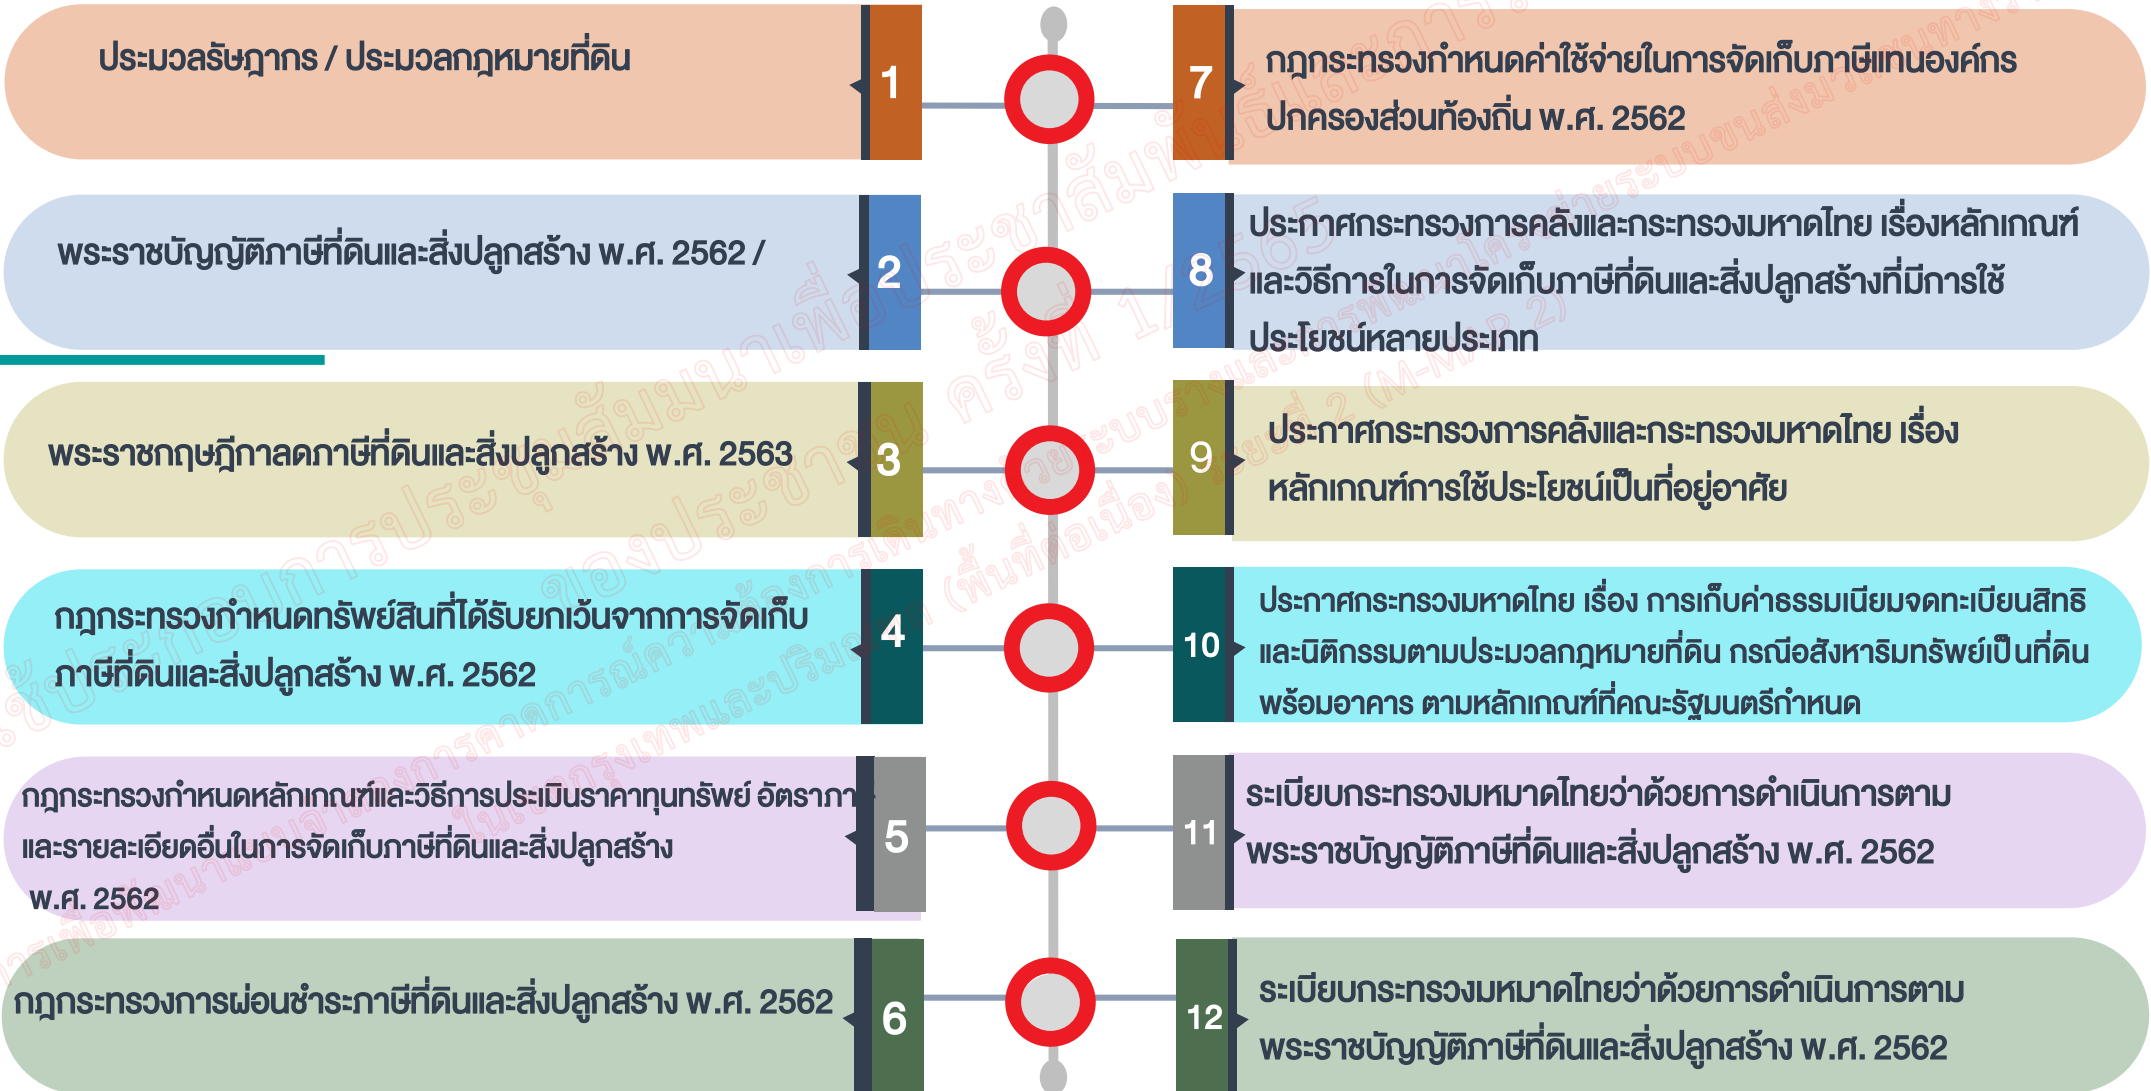 ประมวลรัษฎากร / ประมวลกฎหมายที่ดิน
1
พระราชบัญญัติภาษีที่ดินและสิ่งปลูกสร้าง พ.ศ. 2562 /
2
พระราชกฤษฎีกาลดภาษีที่ดินและสิ่งปลูกสร้าง พ.ศ. 2563
3
กฎกระทรวงกำหนดทรัพย์สินที่ได้รับยกเว้นจากการจัดเก็บ
ภาษีที่ดินและสิ่งปลูกสร้าง พ.ศ. 2562
4
กฎกระทรวงกำหนดหลักเกณฑ์และวิธีการประเมินราคาทุนทรัพย์ อัตราภาษี
และรายละเอียดอื่นในการจัดเก็บภาษีที่ดินและสิ่งปลูกสร้าง
พ.ศ. 2562
5
กฎกระทรวงการผ่อนชำระภาษีที่ดินและสิ่งปลูกสร้าง พ.ศ. 2562
6
7
กฎกระทรวงกำหนดค่าใช้จ่ายในการจัดเก็บภาษีแทนองค์กร
ปกครองส่วนท้องถิ่น พ.ศ. 2562
8
ประกาศกระทรวงการคลังและกระทรวงมหาดไทย เรื่องหลักเกณฑ์
และวิธีการในการจัดเก็บภาษีที่ดินและสิ่งปลูกสร้างที่มีการใช้
ประโยชน์หลายประเภท
9
ประกาศกระทรวงการคลังและกระทรวงมหาดไทย เรื่อง
หลักเกณฑ์การใช้ประโยชน์เป็นที่อยู่อาศัย
10
ประกาศกระทรวงมหาดไทย เรื่อง การเก็บค่าธรรมเนียมจดทะเบียนสิทธิ
และนิติกรรมตามประมวลกฎหมายที่ดิน กรณีอสังหาริมทรัพย์เป็นที่ดิน
พร้อมอาคาร ตามหลักเกณฑ์ที่คณะรัฐมนตรีกำหนด
11
ระเบียบกระทรวงมหมาดไทยว่าด้วยการดำเนินการตาม
พระราชบัญญัติภาษีที่ดินและสิ่งปลูกสร้าง พ.ศ. 2562
12
ระเบียบกระทรวงมหมาดไทยว่าด้วยการดำเนินการตาม
พระราชบัญญัติภาษีที่ดินและสิ่งปลูกสร้าง พ.ศ. 2562